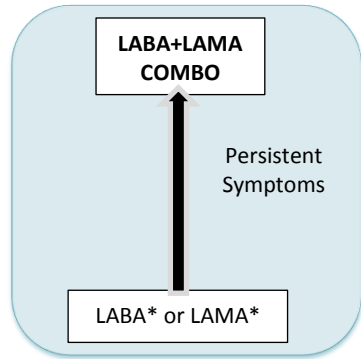 LABA+LAMA
COMBO
Persistent
Symptoms
LABA* or LAMA*